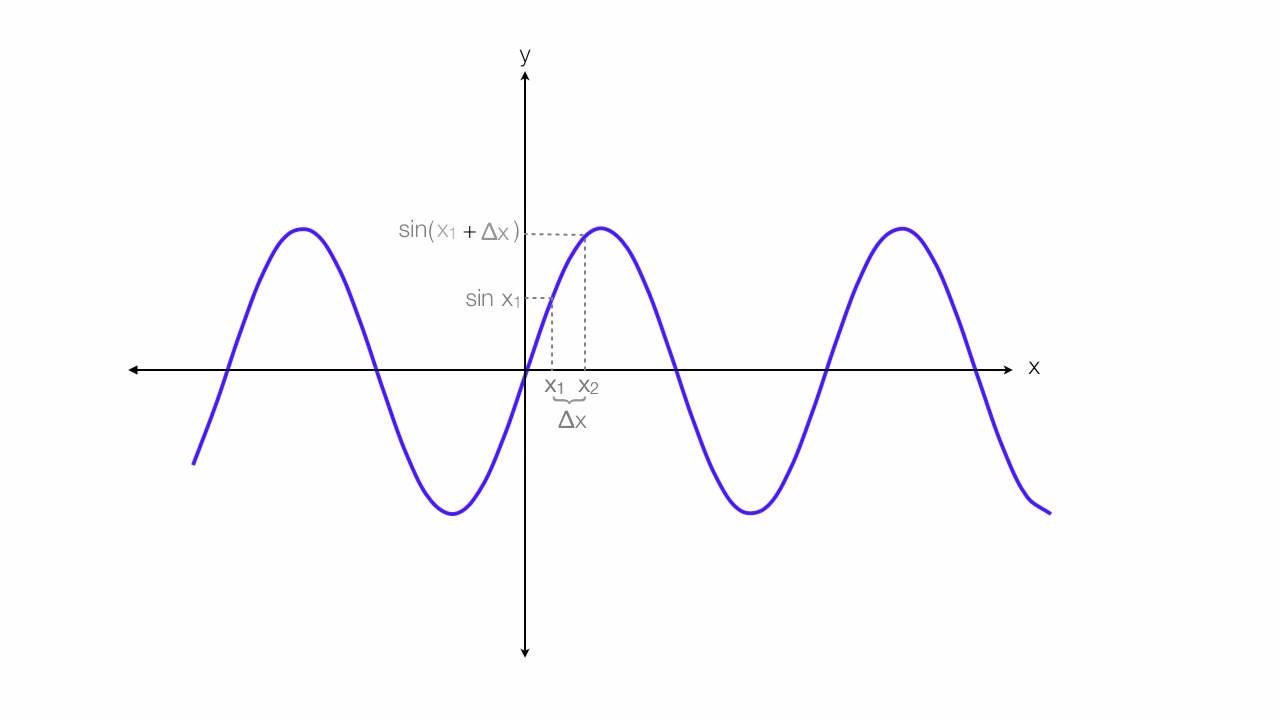 y
sin(x₁ + Δx)
sin x₁
x
x₁ x₂
Δx